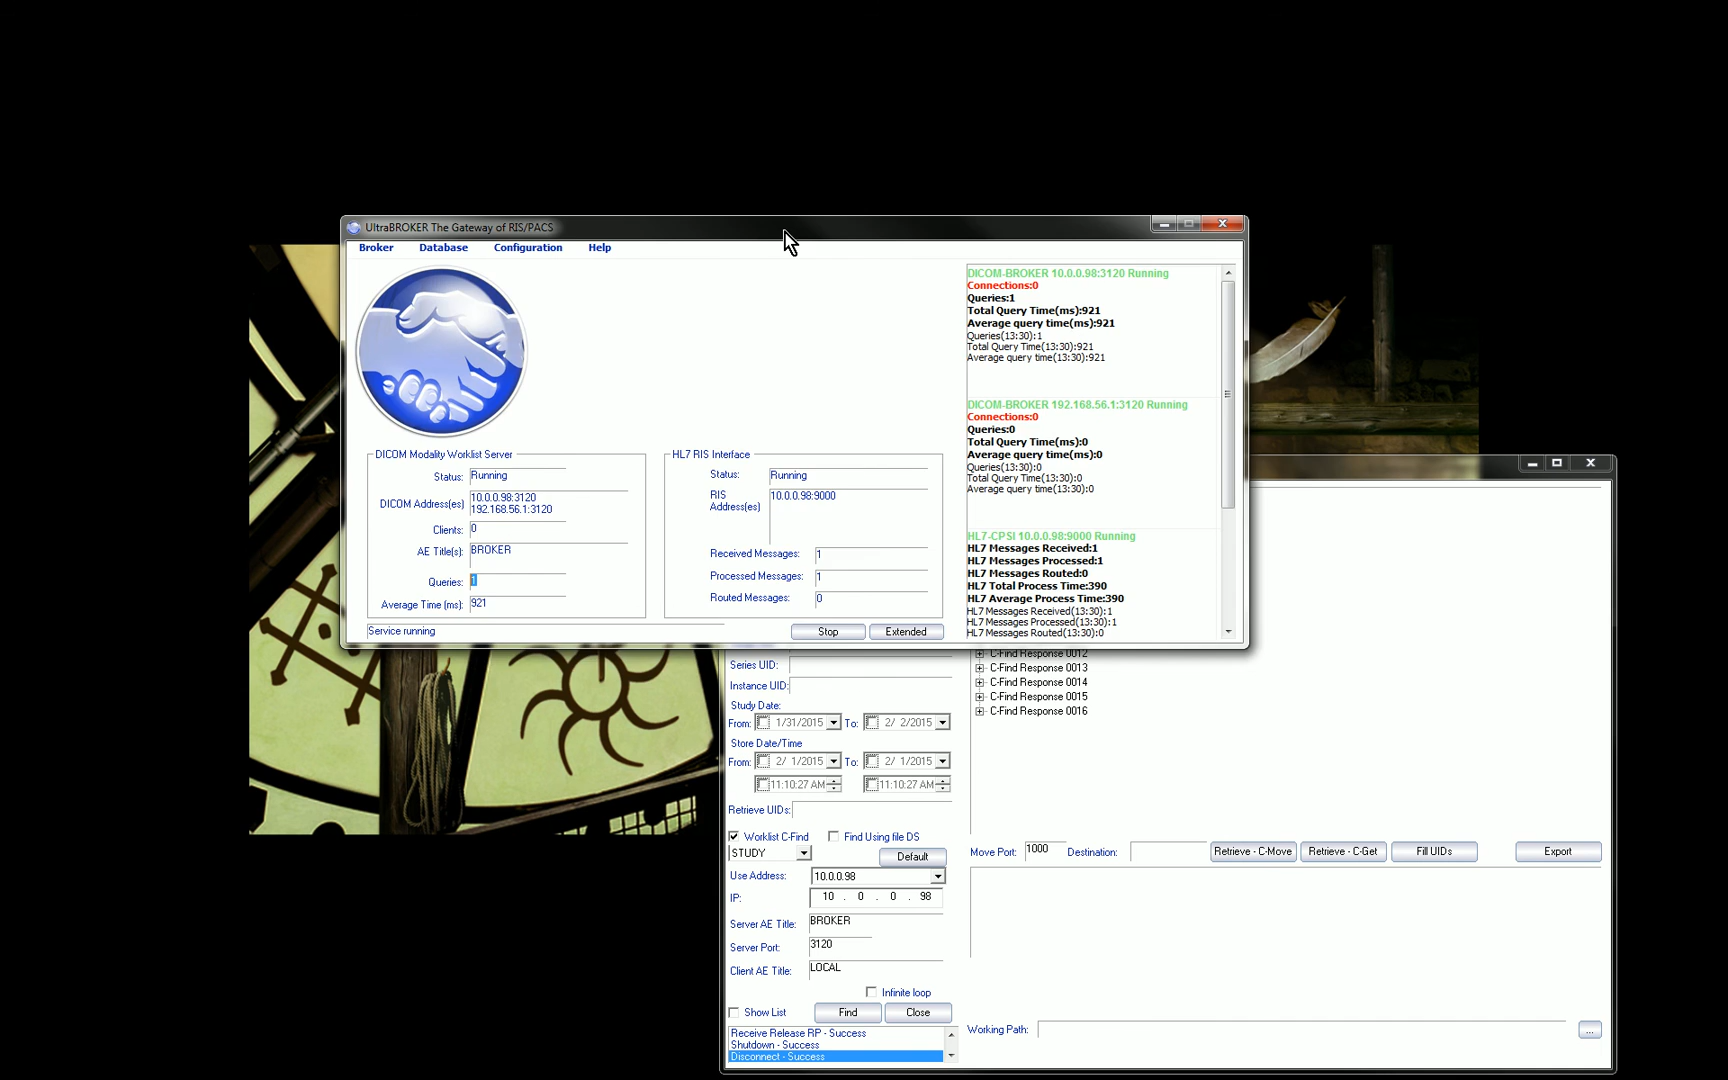 UltraBROKER The Gateway of RIS/PACS
Broker Database Configuration Help
DICOM Modality Worklist Server
Status: Running
DICOM Address(es) 10.0.0.98:3120
192.168.56.1:3120
Clients: 0
AE Title(s): BROKER
Queries: 1
Average Time (ms): 921
Service running
HL7 RIS Interface
Status: Running
RIS Address(es) 10.0.0.98:9000
Received Messages: 1
Processed Messages: 1
Routed Messages: 0
Stop Extended
DICOM-BROKER 10.0.0.98:3120 Running
Connections:0
Queries:1
Total Query Time(ms):921
Average query time(ms):921
Queries(13:30):1
Total Query Time(13:30):921
Average query time(13:30):921
DICOM-BROKER 192.168.56.1:3120 Running
Connections:0
Queries:0
Total Query Time(ms):0
Average query time(ms):0
Queries(13:30):0
Total Query Time(13:30):0
Average query time(13:30):0
HL7-CPSI 10.0.0.98:9000 Running
HL7 Messages Received:1
HL7 Messages Processed:1
HL7 Messages Routed:0
HL7 Total Process Time:390
HL7 Average Process Time:390
HL7 Messages Received(13:30):1
HL7 Messages Processed(13:30):1
HL7 Messages Routed(13:30):0
Series UID:
Instance UID:
Study Date:
From: 1/31/2015 To: 2/ 2/2015
Store Date/Time
From: 2/ 1/2015 To: 2/ 1/2015
11:10:27 AM 11:10:27 AM
Retrieve UIDs:
Worklist C-Find Find Using file DS
STUDY Default
Use Address: 10.0.0.98
IP: 10 . 0 . 0 . 98
Server AE Title: BROKER
Server Port: 3120
Client AE Title: LOCAL
Infinite loop
Show List Find Close
Receive Release RP - Success
Shutdown - Success
Disconnect - Success
C-Find Response 0012
C-Find Response 0013
C-Find Response 0014
C-Find Response 0015
C-Find Response 0016
Move Port: 1000 Destination: Retrieve - C-Move Retrieve - C-Get Fill UIDs Export
Working Path: ...